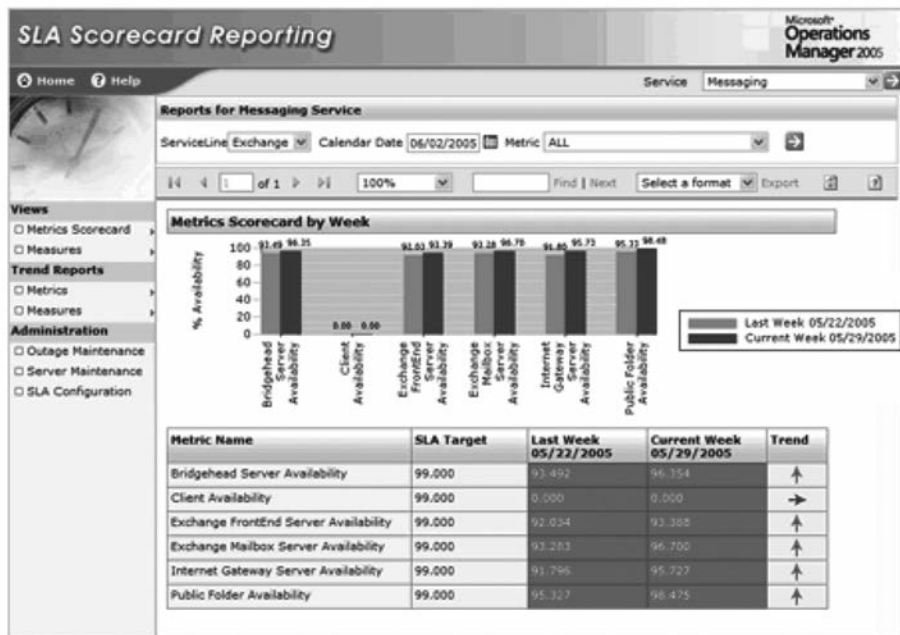 SLA Scorecard Reporting
Microsoft®
Operations
Manager 2005
Home Help
Service Messaging
Reports for Messaging Service
ServiceLine Exchange Calendar Date 06/02/2005 Metric ALL
1 of 1 100% Find | Next Select a format Export
Views
Metrics Scorecard
Measures
Trend Reports
Metrics
Measures
Administration
Outage Maintenance
Server Maintenance
SLA Configuration
Metrics Scorecard by Week
% Availability
100
80
60
40
20
0
93.49 96.35
0.00 0.00
92.03 93.39
93.28 96.70
91.80 95.73
95.33 98.48
Bridgehead Server Availability
Client Availability
Exchange FrontEnd Server Availability
Exchange Mailbox Server Availability
Internet Gateway Server Availability
Public Folder Availability
Last Week 05/22/2005
Current Week 05/29/2005
Metric Name SLA Target Last Week 05/22/2005 Current Week 05/29/2005 Trend
Bridgehead Server Availability 99.000 93.492 96.354
Client Availability 99.000 0.000 0.000
Exchange FrontEnd Server Availability 99.000 92.034 93.388
Exchange Mailbox Server Availability 99.000 93.283 96.700
Internet Gateway Server Availability 99.000 91.796 95.727
Public Folder Availability 99.000 95.327 98.475